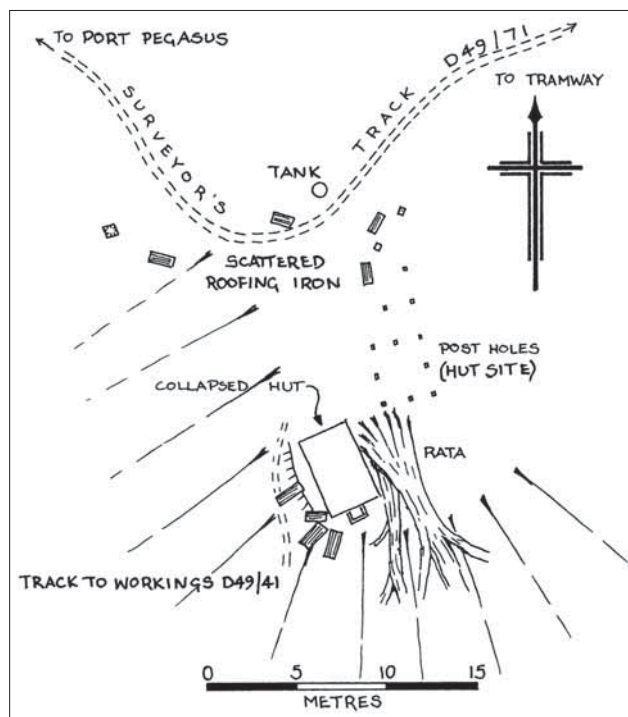 TO PORT PEGASUS
SURVEYOR'S
TRACK
D49/71
TO TRAMWAY
TANK
SCATTERED
ROOFING IRON
POST HOLES
(HUT SITE)
COLLAPSED HUT
RATA
TRACK TO WORKINGS D49/41
0 5 10 15
METRES